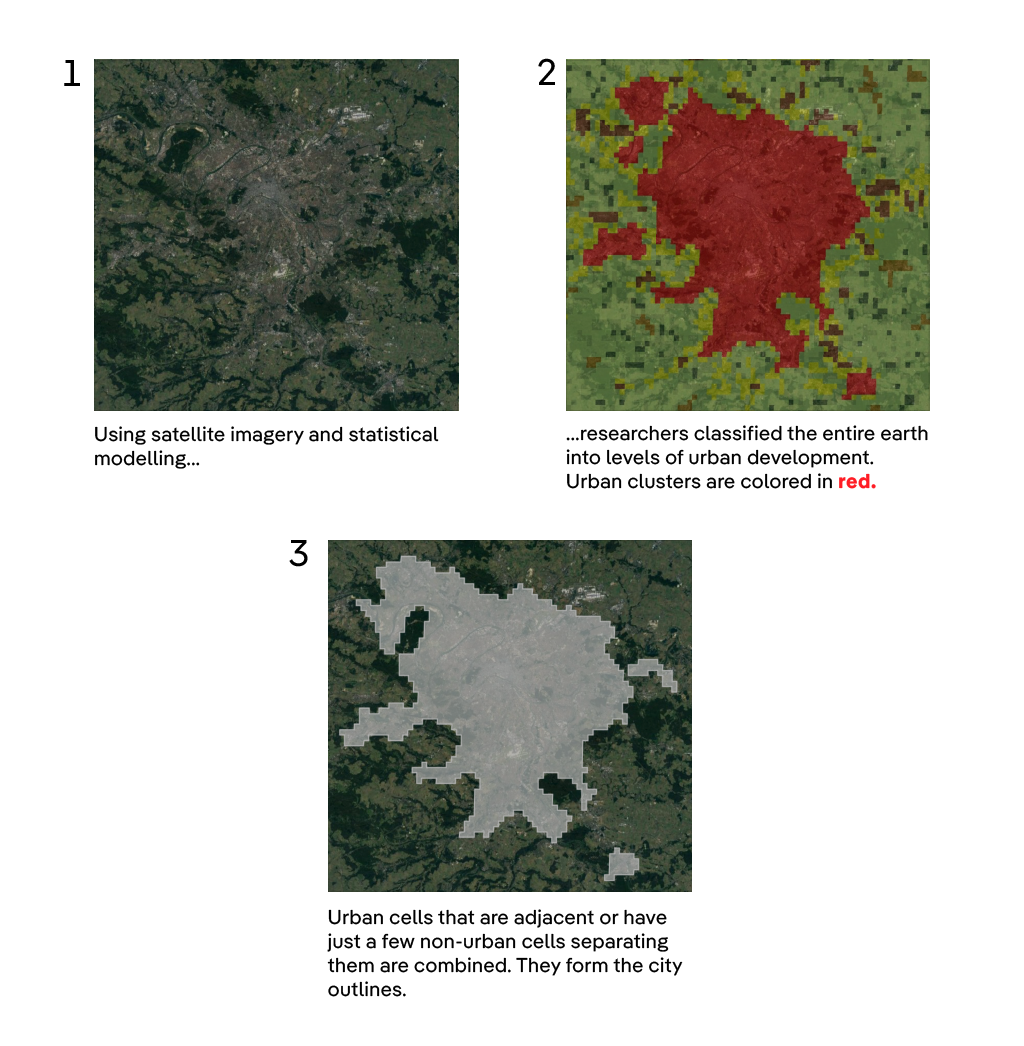 1
Using satellite imagery and statistical
modelling...
2
...researchers classified the entire earth
into levels of urban development.
Urban clusters are colored in red.
3
Urban cells that are adjacent or have
just a few non-urban cells separating
them are combined. They form the city
outlines.